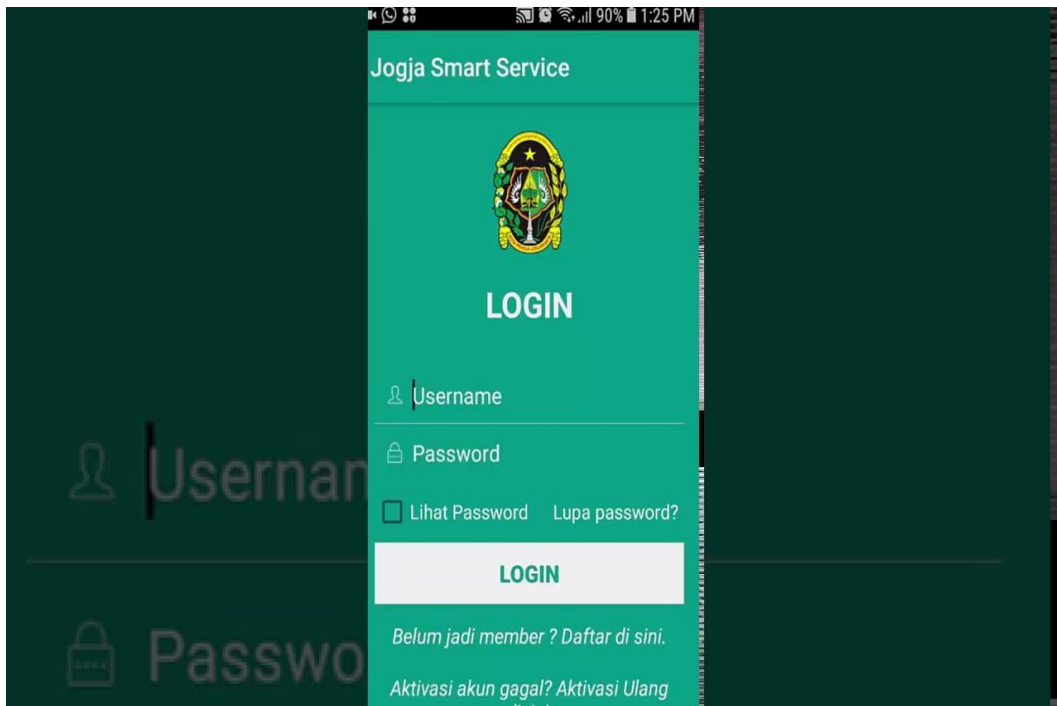 90% 1:25 PM
Jogja Smart Service
LOGIN
Username
Password
Lihat Password Lupa password?
LOGIN
Belum jadi member ? Daftar di sini.
Aktivasi akun gagal? Aktivasi Ulang
Usernam
Passwo